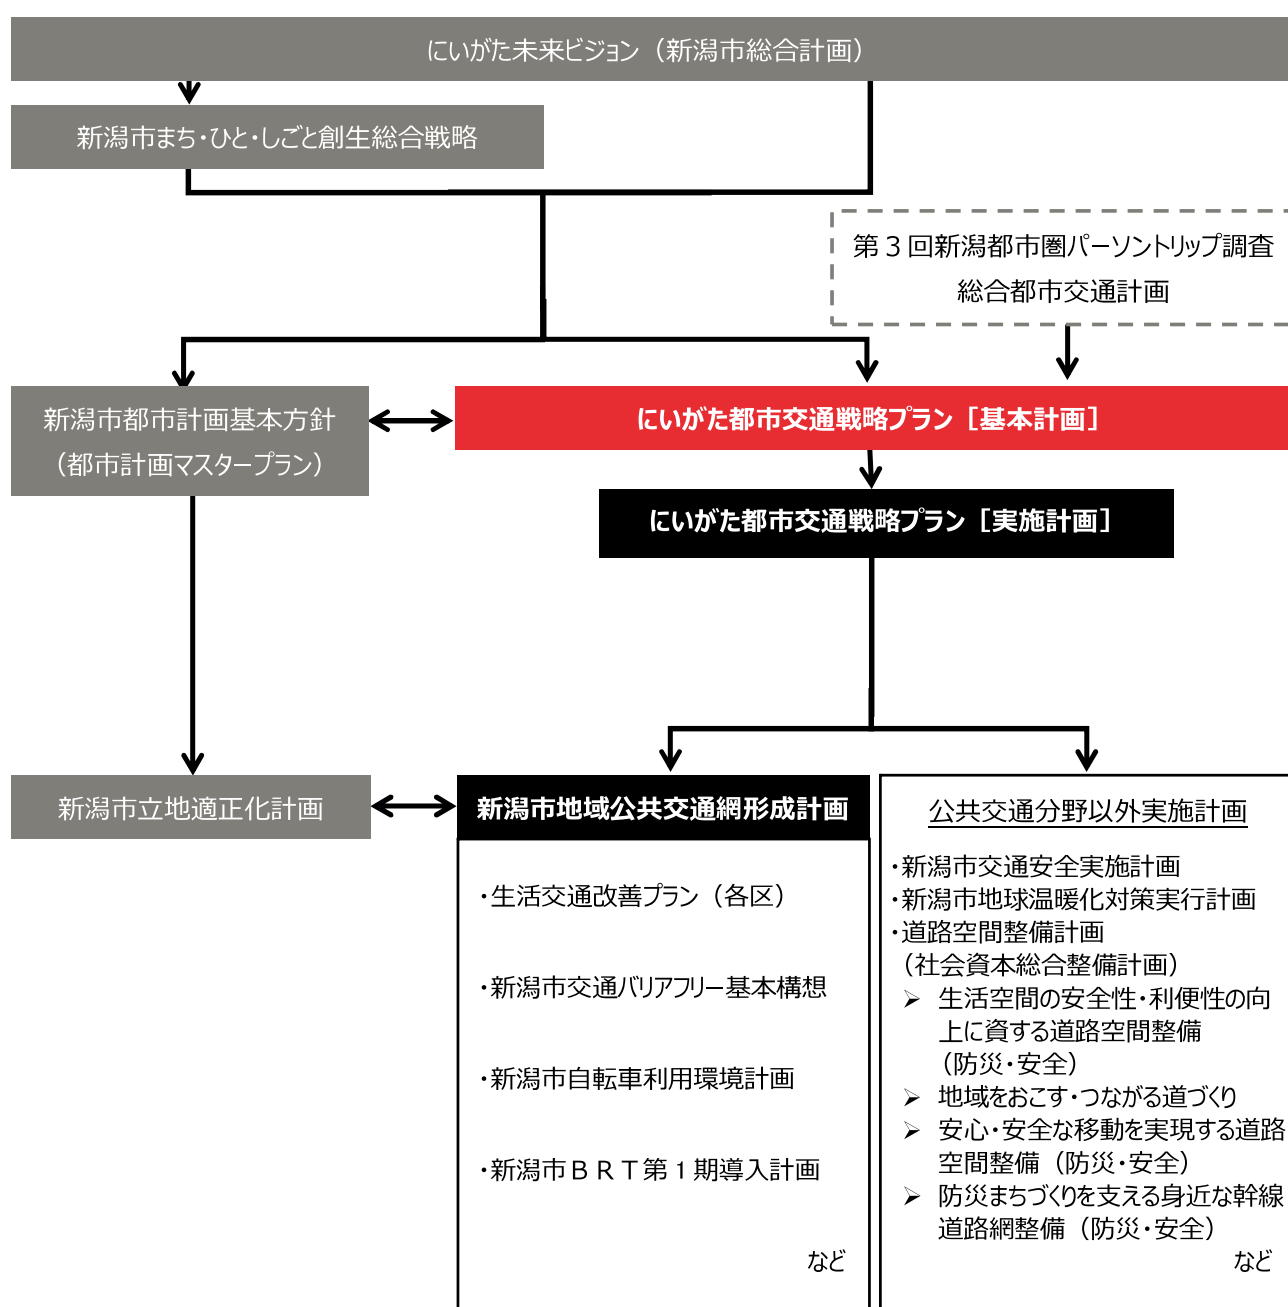 にいがた未来ビジョン（新潟市総合計画）
新潟市まち・ひと・しごと創生総合戦略
第３回新潟都市圏パーソントリップ調査
総合都市交通計画
新潟市都市計画基本方針
（都市計画マスタープラン）
にいがた都市交通戦略プラン［基本計画］
にいがた都市交通戦略プラン［実施計画］
新潟市立地適正化計画
新潟市地域公共交通網形成計画
・生活交通改善プラン（各区）
・新潟市交通バリアフリー基本構想
・新潟市自転車利用環境計画
・新潟市ＢＲＴ第１期導入計画
など
公共交通分野以外実施計画
・新潟市交通安全実施計画
・新潟市地球温暖化対策実行計画
・道路空間整備計画
（社会資本総合整備計画）
➢ 生活空間の安全性・利便性の向
上に資する道路空間整備
（防災・安全）
➢ 地域をおこす・つながる道づくり
➢ 安心・安全な移動を実現する道路
空間整備（防災・安全）
➢ 防災まちづくりを支える身近な幹線
道路網整備（防災・安全）
など